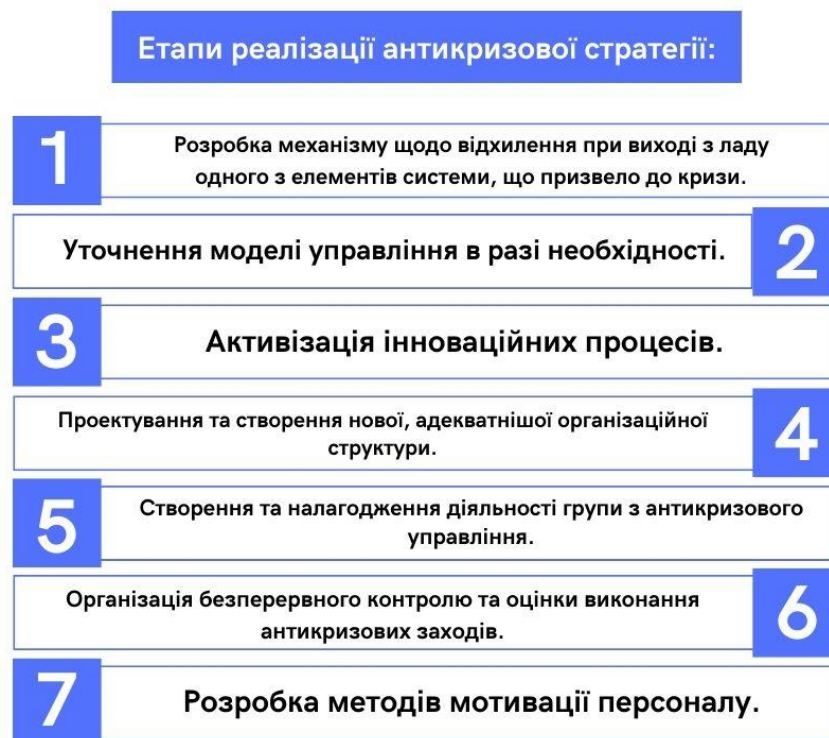 Етапи реалізації антикризової стратегії:
1
Розробка механізму щодо відхилення при виході з ладу
одного з елементів системи, що призвело до кризи.
Уточнення моделі управління в разі необхідності.
2
3
Активізація інноваційних процесів.
Проектування та створення нової, адекватнішої організаційної
структури.
4
5
Створення та налагодження діяльності групи з антикризового
управління.
Організація безперервного контролю та оцінки виконання
антикризових заходів.
6
7
Розробка методів мотивації персоналу.